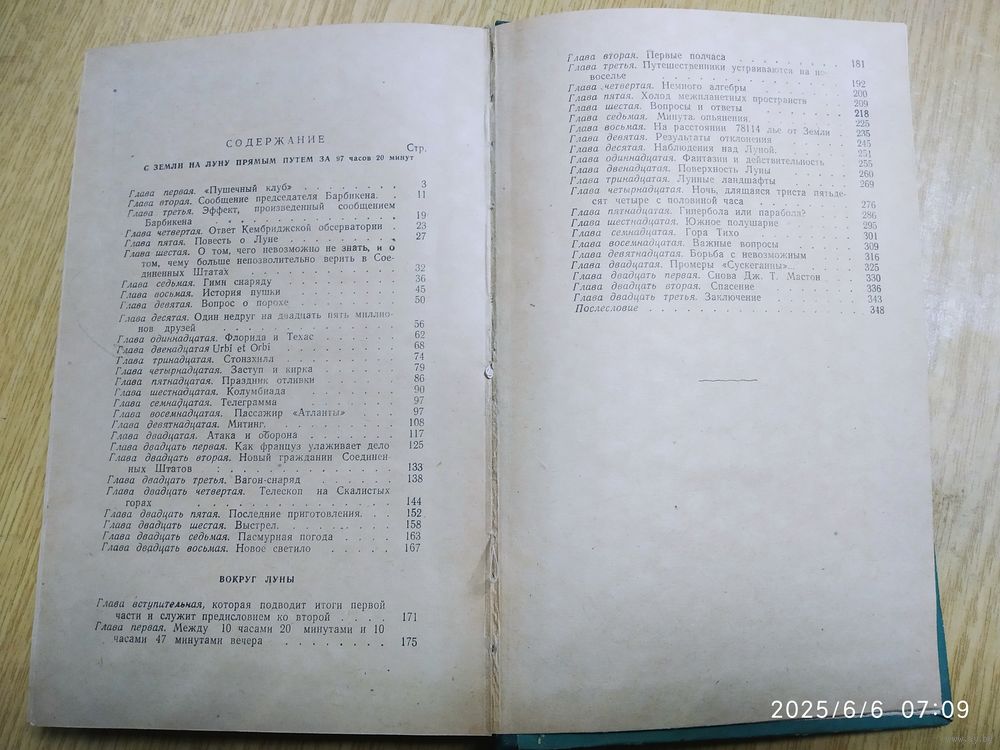 СОДЕРЖАНИЕ
Стр.
С ЗЕМЛИ НА ЛУНУ ПРЯМЫМ ПУТЕМ ЗА 97 часов 20 минут
Глава первая. «Пушечный клуб» . . . . . . . 3
Глава вторая. Сообщение председателя Барбикена. . 11
Глава третья. Эффект, произведенный сообщением
Барбикена . . . . . . . . . . 19
Глава четвертая. Ответ Кембриджской обсерватории . 23
Глава пятая. Повесть о Луне . . . . . . . 27
Глава шестая. О том, чего невозможно не знать, и о
том, чему больше непозволительно верить в Сое-
диненных Штатах . . . . . . . . 32
Глава седьмая. Гимн снаряду . . . . . . . 36
Глава восьмая. История пушки . . . . . . 45
Глава девятая. Вопрос о порохе . . . . . . 50
Глава десятая. Один недруг на двадцать пять миллио-
нов друзей . . . . . . . . . . 56
Глава одиннадцатая. Флорида и Техас . . . . 62
Глава двенадцатая Urbi et Orbi . . . . . . 68
Глава тринадцатая. Стонзхилл . . . . . . 74
Глава четырнадцатая. Заступ и кирка . . . . 79
Глава пятнадцатая. Праздник отливки . . . . 86
Глава шестнадцатая. Колумбиада . . . . . 90
Глава семнадцатая. Телеграмма . . . . . . 97
Глава восемнадцатая. Пассажир «Атланты» . . . 97
Глава девятнадцатая. Митинг. . . . . . . 108
Глава двадцатая. Атака и оборона . . . . . 117
Глава двадцать первая. Как француз улаживает дело 125
Глава двадцать вторая. Новый гражданин Соединен-
ных Штатов . . . . . . . . . . 133
Глава двадцать третья. Вагон-снаряд . . . . 138
Глава двадцать четвертая. Телескоп на Скалистых
горах . . . . . . . . . . . 144
Глава двадцать пятая. Последние приготовления. . 152
Глава двадцать шестая. Выстрел. . . . . . 158
Глава двадцать седьмая. Пасмурная погода . . . 163
Глава двадцать восьмая. Новое светило . . . . 167
ВОКРУГ ЛУНЫ
Глава вступительная, которая подводит итоги первой
части и служит предисловием ко второй . . . . 171
Глава первая. Между 10 часами 20 минутами и 10
часами 47 минутами вечера . . . . . . . 175
Глава вторая. Первые полчаса . . . . . . . 181
Глава третья. Путешественники устраиваются на но-
воселье . . . . . . . . . . 192
Глава четвертая. Немного алгебры . . . . . 200
Глава пятая. Холод межпланетных пространств . . 209
Глава шестая. Вопросы и ответы . . . . . . 218
Глава седьмая. Минута опьянения. . . . . . 225
Глава восьмая. На расстоянии 78114 лье от Земли . 235
Глава девятая. Результаты отклонения . . . . 245
Глава десятая. Наблюдения над Луной. . . . . 251
Глава одиннадцатая. Фантазии и действительность 255
Глава двенадцатая. Поверхность Луны . . . . 260
Глава тринадцатая. Лунные ландшафты . . . . 269
Глава четырнадцатая. Ночь, длящаяся триста пятьде-
сят четыре с половиной часа . . . . . . 276
Глава пятнадцатая. Гипербола или парабола? . . . 286
Глава шестнадцатая. Южное полушарие . . . . 295
Глава семнадцатая. Гора Тихо . . . . . . 301
Глава восемнадцатая. Важные вопросы . . . . 309
Глава девятнадцатая. Борьба с невозможным . . . 316
Глава двадцатая. Промеры «Сускеганны»... . . . 325
Глава двадцать первая. Снова Дж. Т. Мастон . . 330
Глава двадцать вторая. Спасение . . . . . 336
Глава двадцать третья. Заключение . . . . . 343
Послесловие . . . . . . . . . . . 348
2025/6/6 07:09